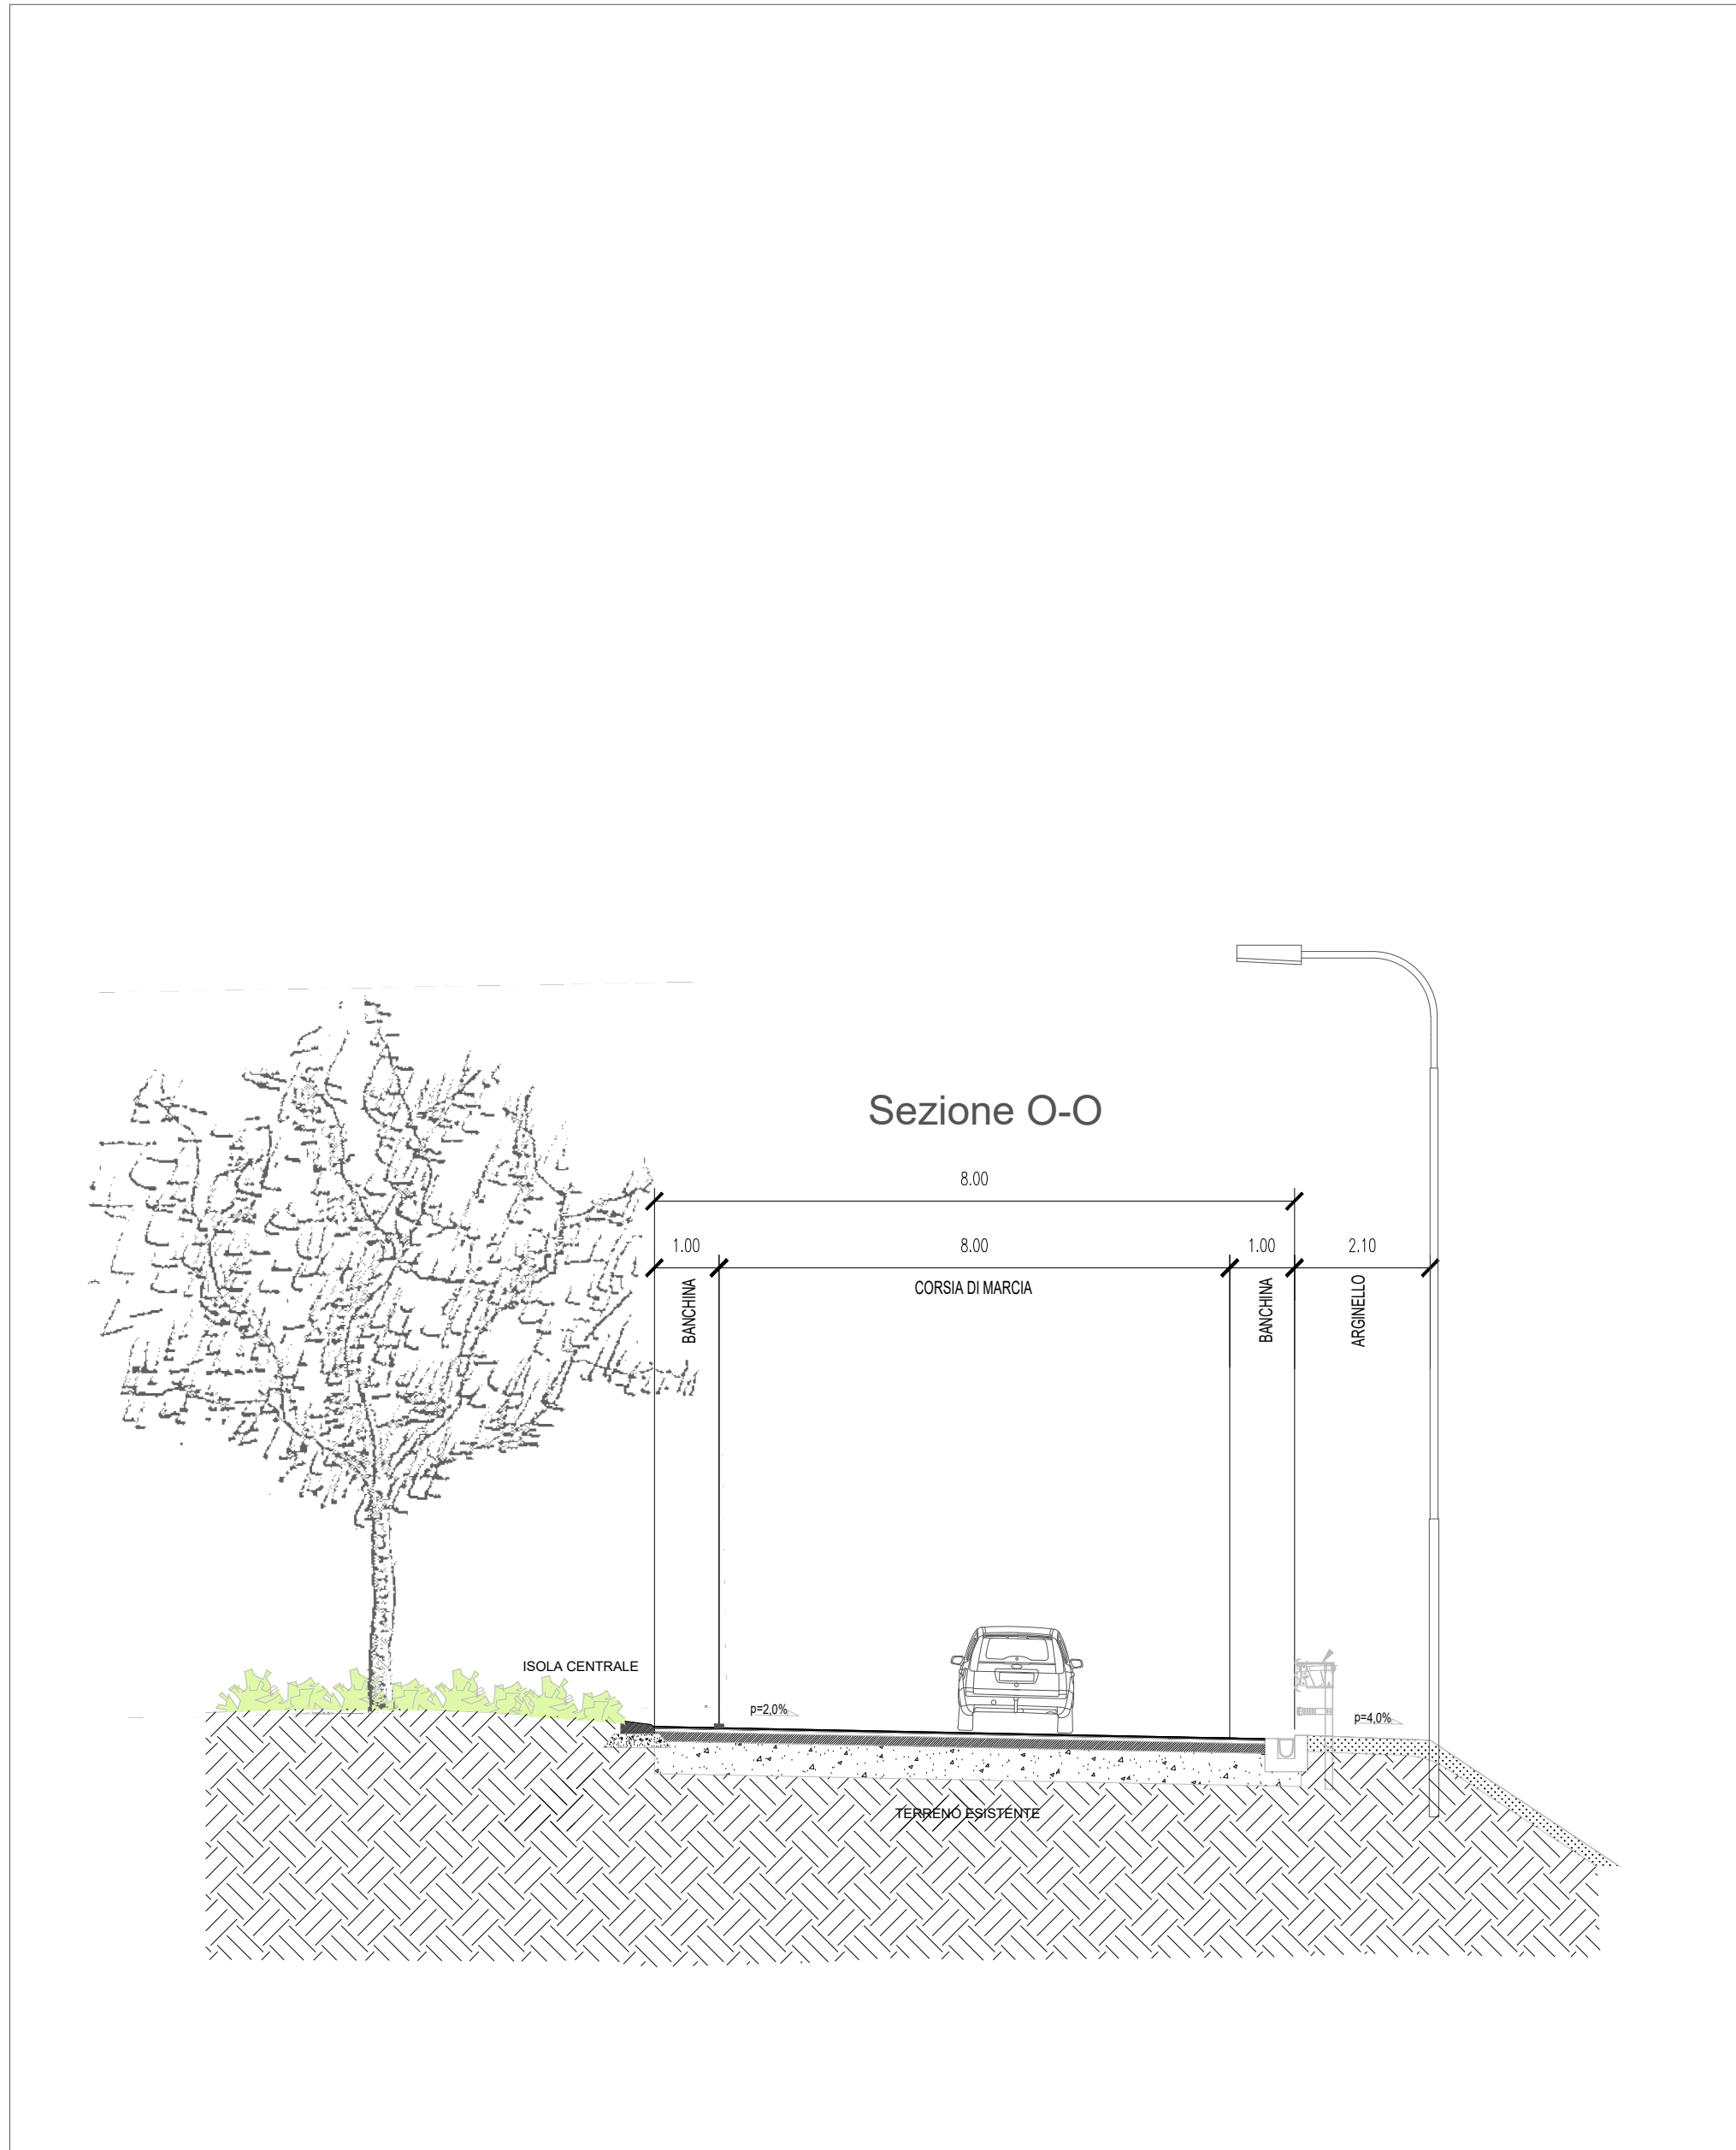 Sezione O-O
8.00
1.00
8.00
1.00
2.10
BANCHINA
CORSIA DI MARCIA
BANCHINA
ARGINELLO
ISOLA CENTRALE
p=2,0%
p=4,0%
TERRENO ESISTENTE